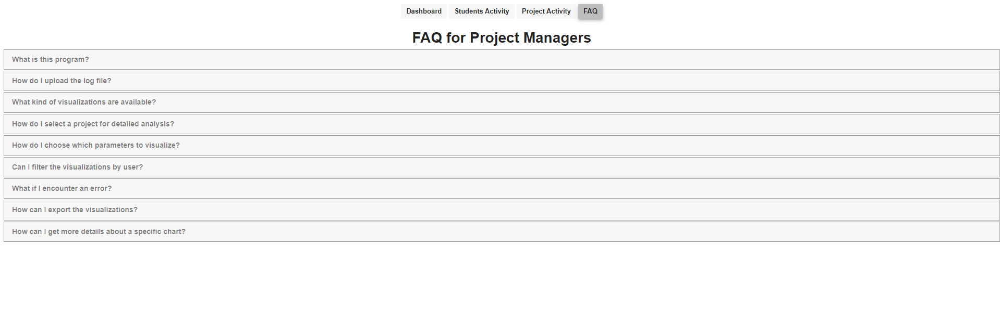 Dashboard Students Activity Project Activity FAQ
FAQ for Project Managers
What is this program?
How do I upload the log file?
What kind of visualizations are available?
How do I select a project for detailed analysis?
How do I choose which parameters to visualize?
Can I filter the visualizations by user?
What if I encounter an error?
How can I export the visualizations?
How can I get more details about a specific chart?